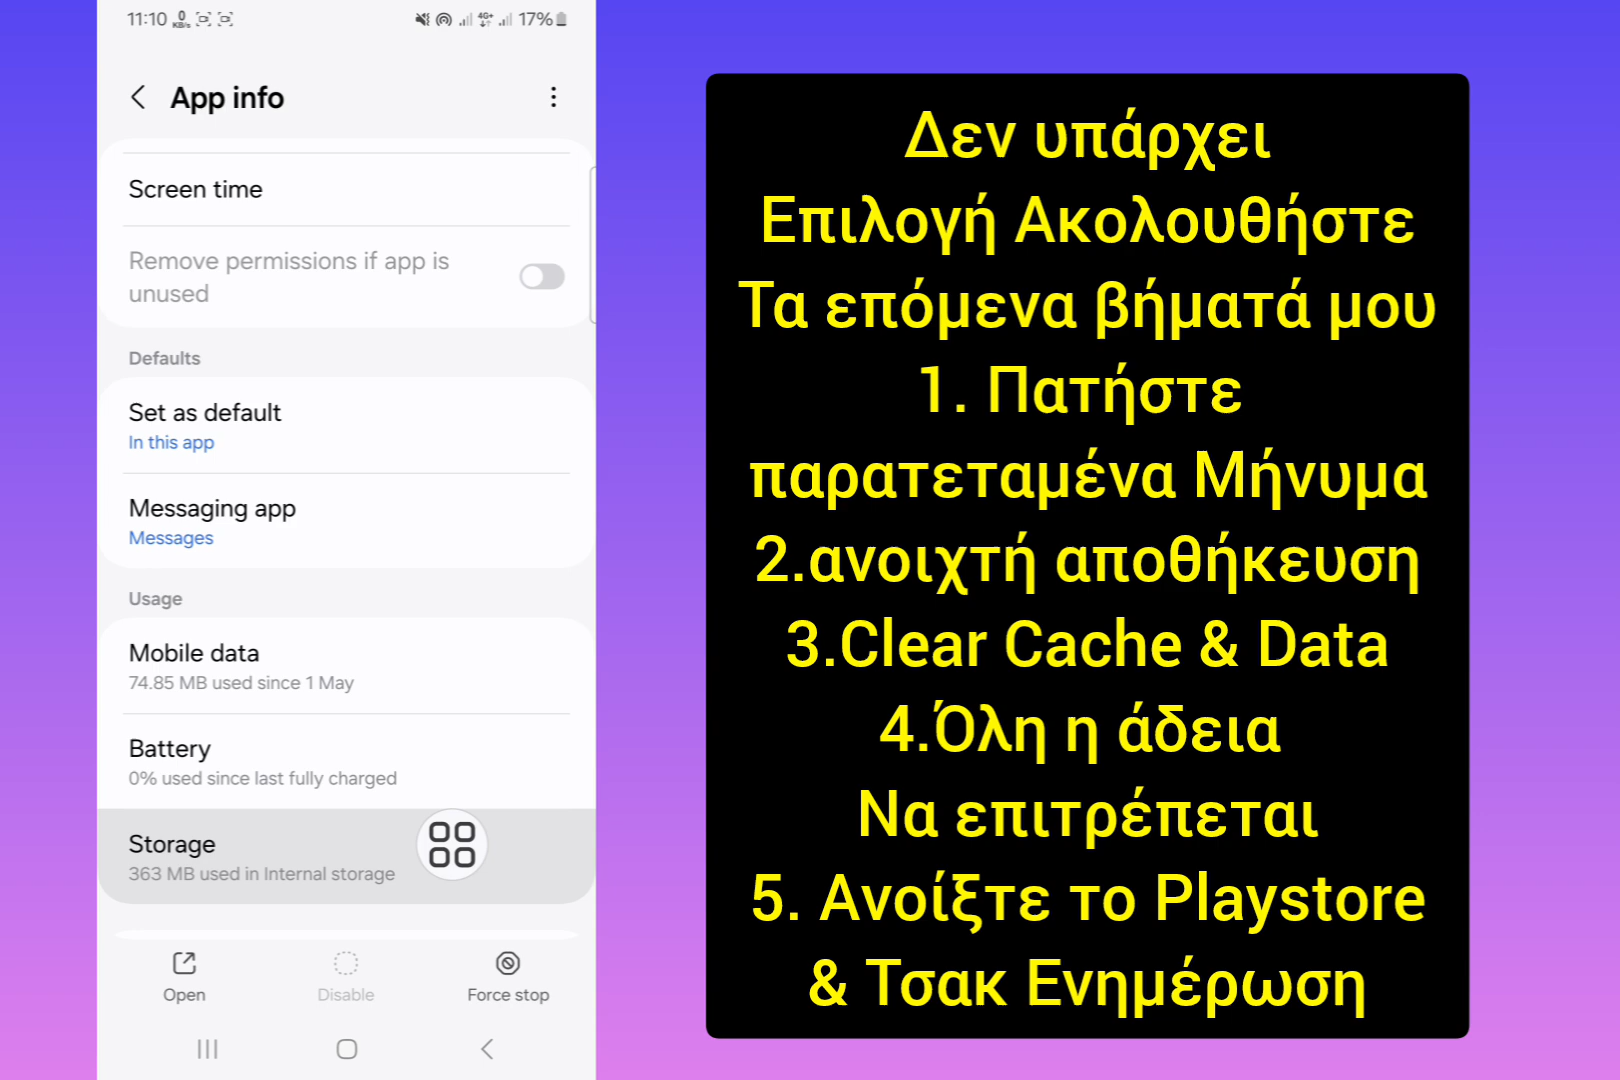 11:10 0 KB/s 4G+ 17%
App info
Screen time
Remove permissions if app is
unused
Defaults
Set as default
In this app
Messaging app
Messages
Usage
Mobile data
74.85 MB used since 1 May
Battery
0% used since last fully charged
Storage
363 MB used in Internal storage
Open
Disable
Force stop
Δεν υπάρχει
Επιλογή Ακολουθήστε
Τα επόμενα βήματά μου
1. Πατήστε
παρατεταμένα Μήνυμα
2.ανοιχτή αποθήκευση
3.Clear Cache & Data
4.Όλη η άδεια
Να επιτρέπεται
5. Ανοίξτε το Playstore
& Τσακ Ενημέρωση